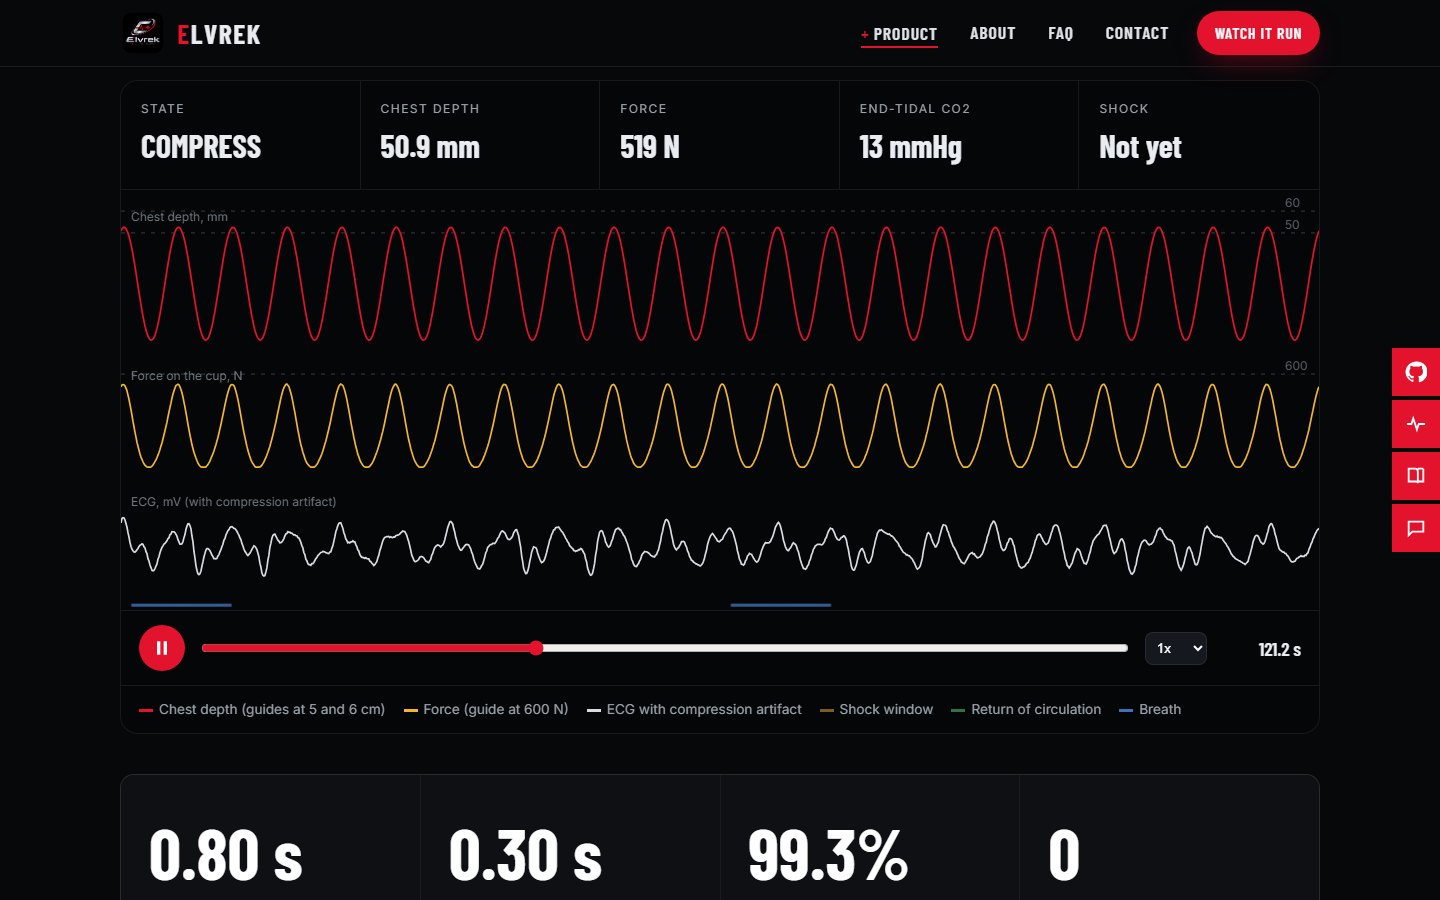 Elvrek
ELVREK
+ PRODUCT
ABOUT
FAQ
CONTACT
WATCH IT RUN
STATE
COMPRESS
CHEST DEPTH
50.9 mm
FORCE
519 N
END-TIDAL CO2
13 mmHg
SHOCK
Not yet
60
Chest depth, mm
50
600
Force on the cup, N
ECG, mV (with compression artifact)
1x
121.2 s
Chest depth (guides at 5 and 6 cm)
Force (guide at 600 N)
ECG with compression artifact
Shock window
Return of circulation
Breath
0.80 s
0.30 s
99.3%
0